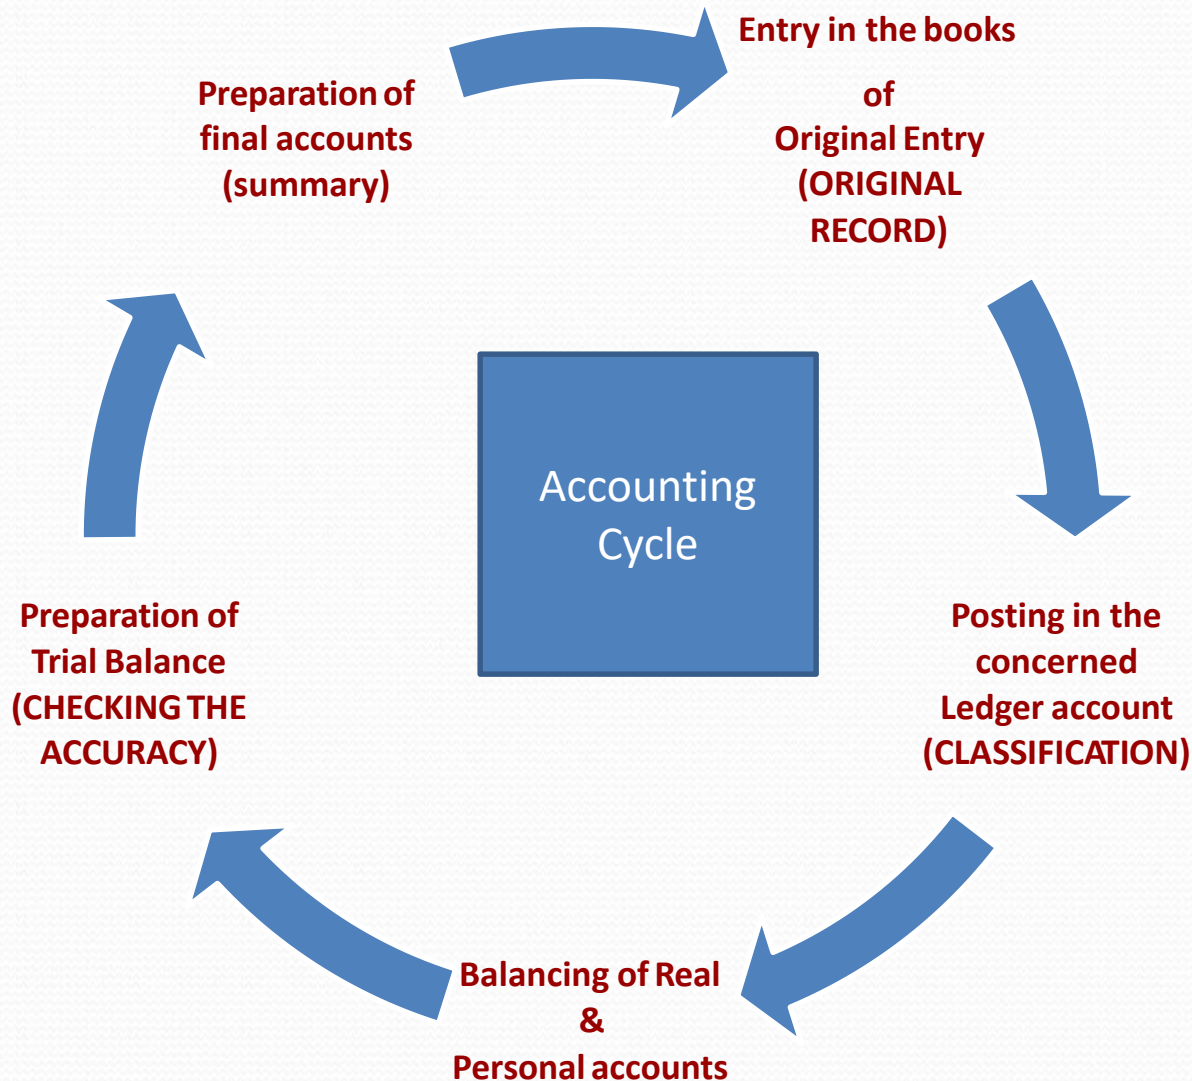 Entry in the books
of
Original Entry
(ORIGINAL
RECORD)
Posting in the
concerned
Ledger account
(CLASSIFICATION)
Balancing of Real
&
Personal accounts
Preparation of
Trial Balance
(CHECKING THE
ACCURACY)
Preparation of
final accounts
(summary)
Accounting
Cycle